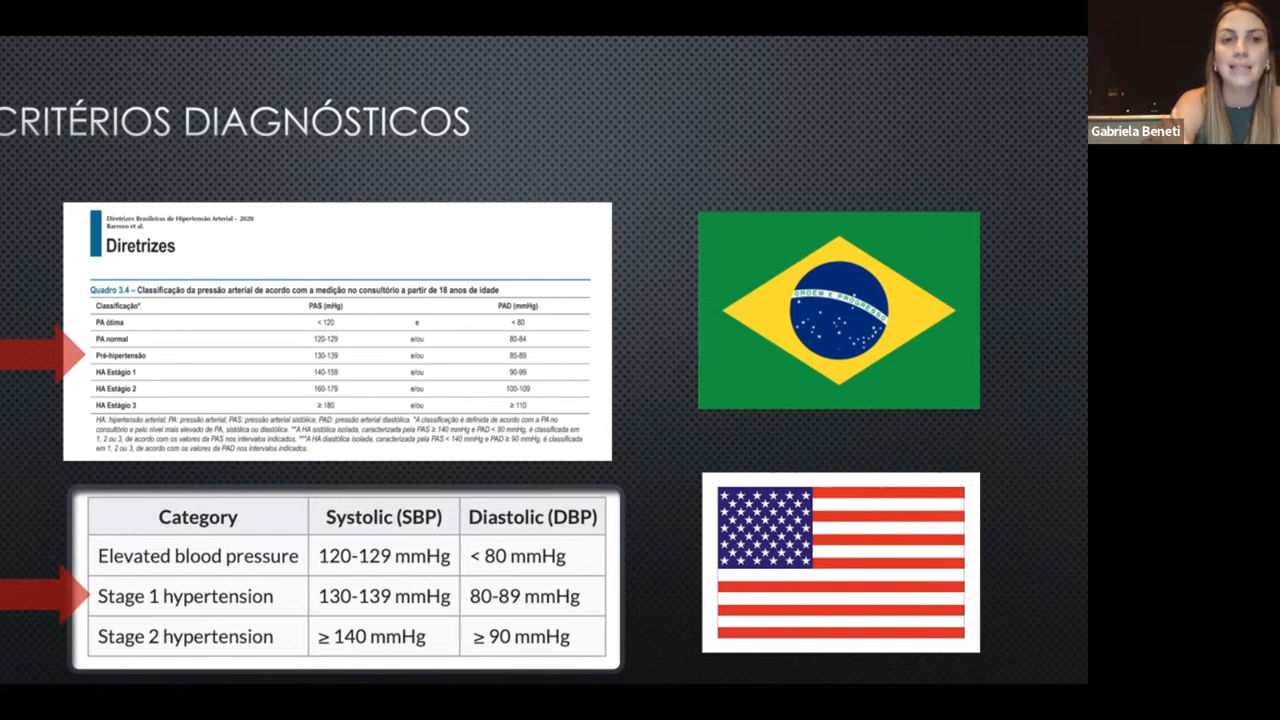 CRITÉRIOS DIAGNÓSTICOS
Gabriela Beneti
Diretrizes Brasileiras de Hipertensão Arterial – 2020
Barroso et al.
Diretrizes
Quadro 3.4 – Classificação da pressão arterial de acordo com a medição no consultório a partir de 18 anos de idade
Classificação* PAS (mHg) PAD (mmHg)
PA ótima < 120 e < 80
PA normal 120-129 e/ou 80-84
Pré-hipertensão 130-139 e/ou 85-89
HA Estágio 1 140-159 e/ou 90-99
HA Estágio 2 160-179 e/ou 100-109
HA Estágio 3 ≥ 180 e/ou ≥ 110
HA: hipertensão arterial; PA: pressão arterial; PAS: pressão arterial sistólica; PAD: pressão arterial diastólica. *A classificação é definida de acordo com a PA no
consultório e pelo nível mais elevado de PA, sistólica ou diastólica. **A HA sistólica isolada, caracterizada pela PAS ≥ 140 mmHg e PAD < 90 mmHg, é classificada em
1, 2 ou 3, de acordo com os valores da PAS nos intervalos indicados. ***A HA diastólica isolada, caracterizada pela PAS < 140 mmHg e PAD ≥ 90 mmHg, é classificada
em 1, 2 ou 3, de acordo com os valores da PAD nos intervalos indicados.
ORDEM E PROGRESSO
Category Systolic (SBP) Diastolic (DBP)
Elevated blood pressure 120-129 mmHg < 80 mmHg
Stage 1 hypertension 130-139 mmHg 80-89 mmHg
Stage 2 hypertension ≥ 140 mmHg ≥ 90 mmHg